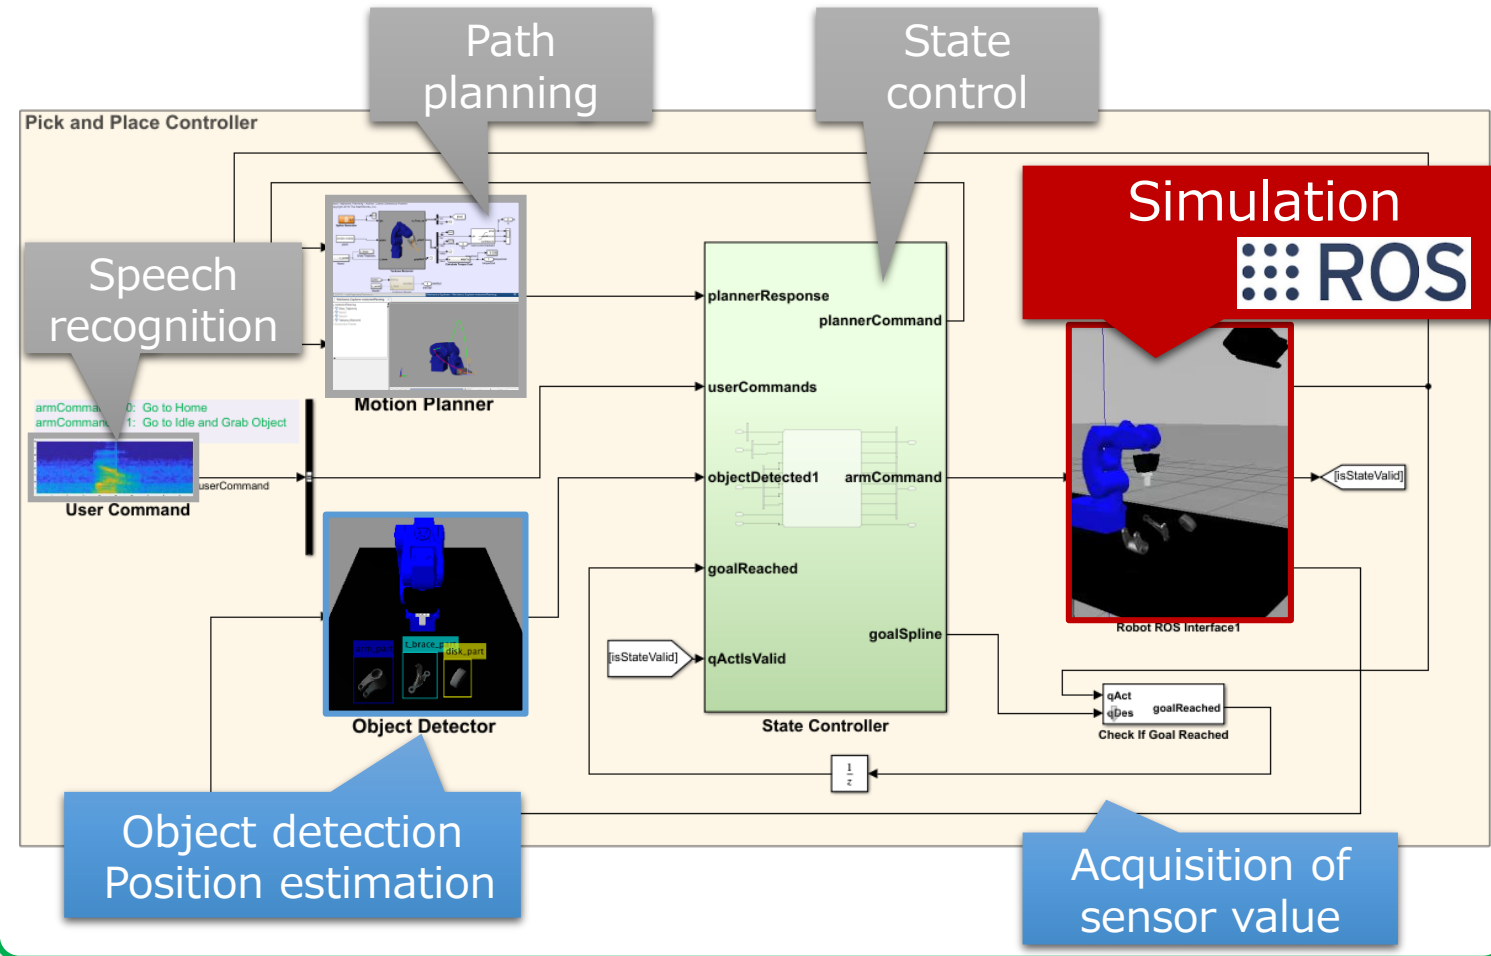 Path
planning
State
control
Pick and Place Controller
Simulation
ROS
Speech
recognition
plannerResponse
plannerCommand
userCommands
Motion Planner
armComma 0: Go to Home
armComman 1: Go to Idle and Grab Object
objectDetected1
armCommand
[isStateValid]
userCommand
User Command
t_brace_pa
disk_part
goalReached
goalSpline
Robot ROS Interface1
[isStateValid]
qActIsValid
qAct
qDes
goalReached
Check If Goal Reached
Object Detector
State Controller
1
z
Object detection
Position estimation
Acquisition of
sensor value